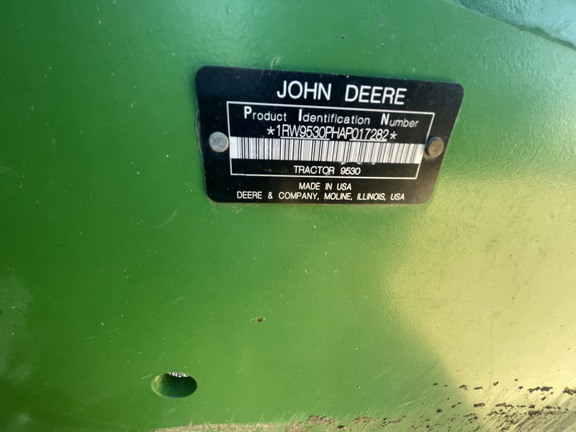 JOHN DEERE
Product Identification Number
*1RW9530PHAP017282*
TRACTOR 9530
MADE IN USA
DEERE & COMPANY, MOLINE, ILLINOIS, USA